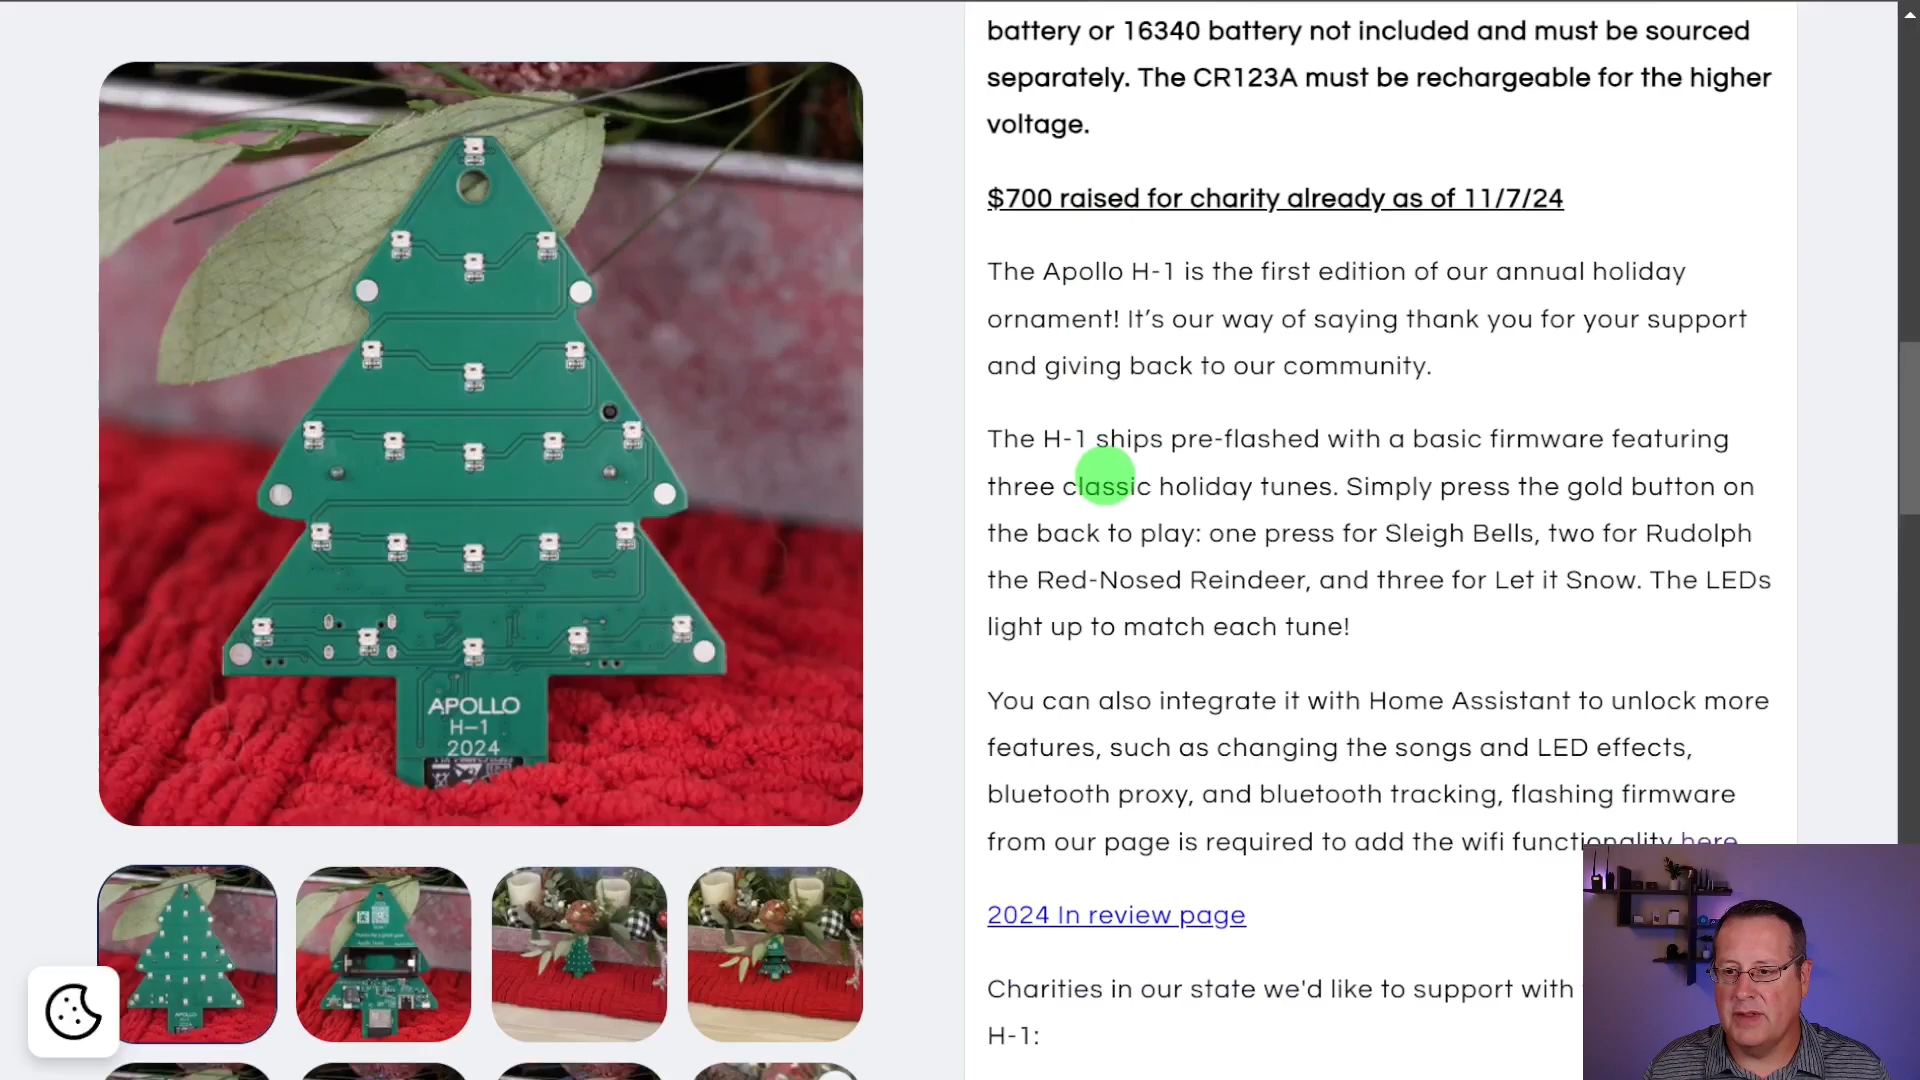 battery or 16340 battery not included and must be sourced
separately. The CR123A must be rechargeable for the higher
voltage.
$700 raised for charity already as of 11/7/24
The Apollo H-1 is the first edition of our annual holiday
ornament! It’s our way of saying thank you for your support
and giving back to our community.
The H-1 ships pre-flashed with a basic firmware featuring
three classic holiday tunes. Simply press the gold button on
the back to play: one press for Sleigh Bells, two for Rudolph
the Red-Nosed Reindeer, and three for Let it Snow. The LEDs
light up to match each tune!
You can also integrate it with Home Assistant to unlock more
features, such as changing the songs and LED effects,
bluetooth proxy, and bluetooth tracking, flashing firmware
from our page is required to add the wifi functionality here
2024 In review page
Charities in our state we'd like to support with
H-1:
APOLLO
H-1
2024
APOLLO